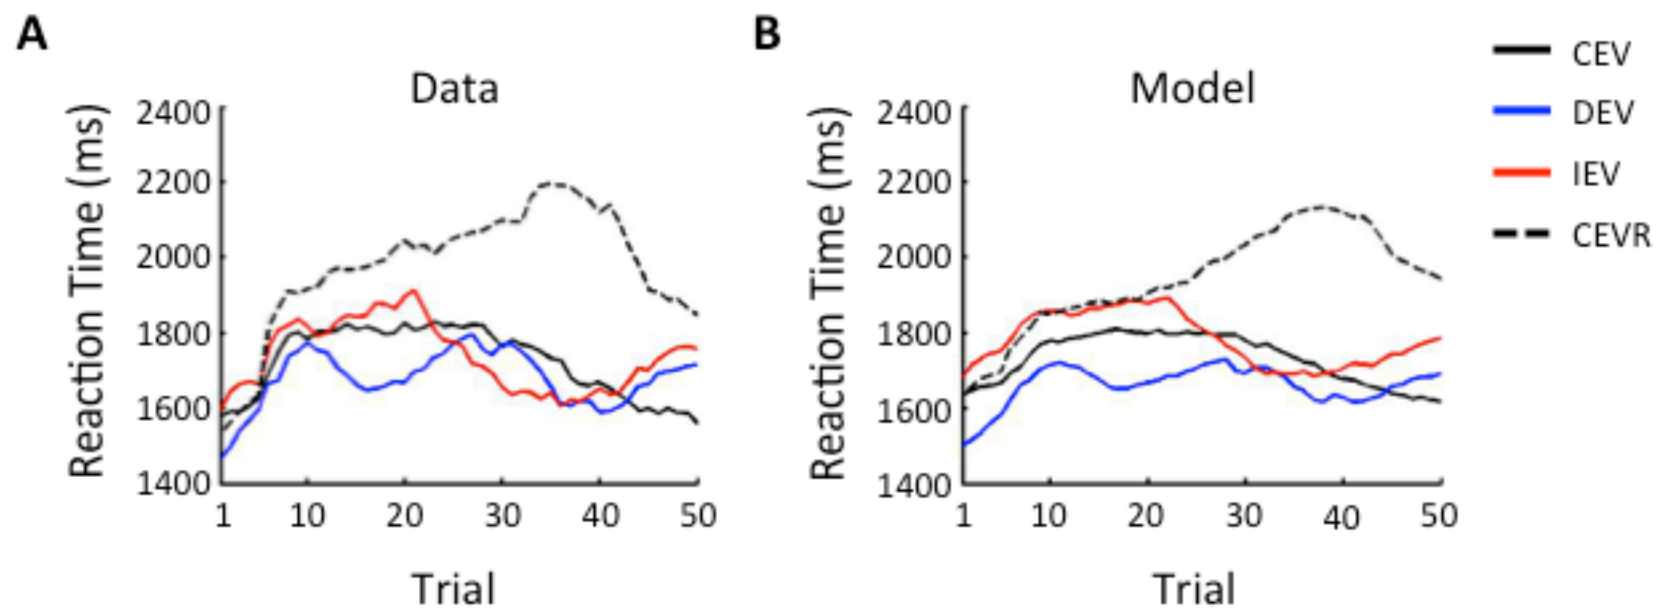 A
Data
Reaction Time (ms)
2400
2200
2000
1800
1600
1400
1 10 20 30 40 50
Trial
B
Model
Reaction Time (ms)
2400
2200
2000
1800
1600
1400
1 10 20 30 40 50
Trial
CEV
DEV
IEV
CEVR